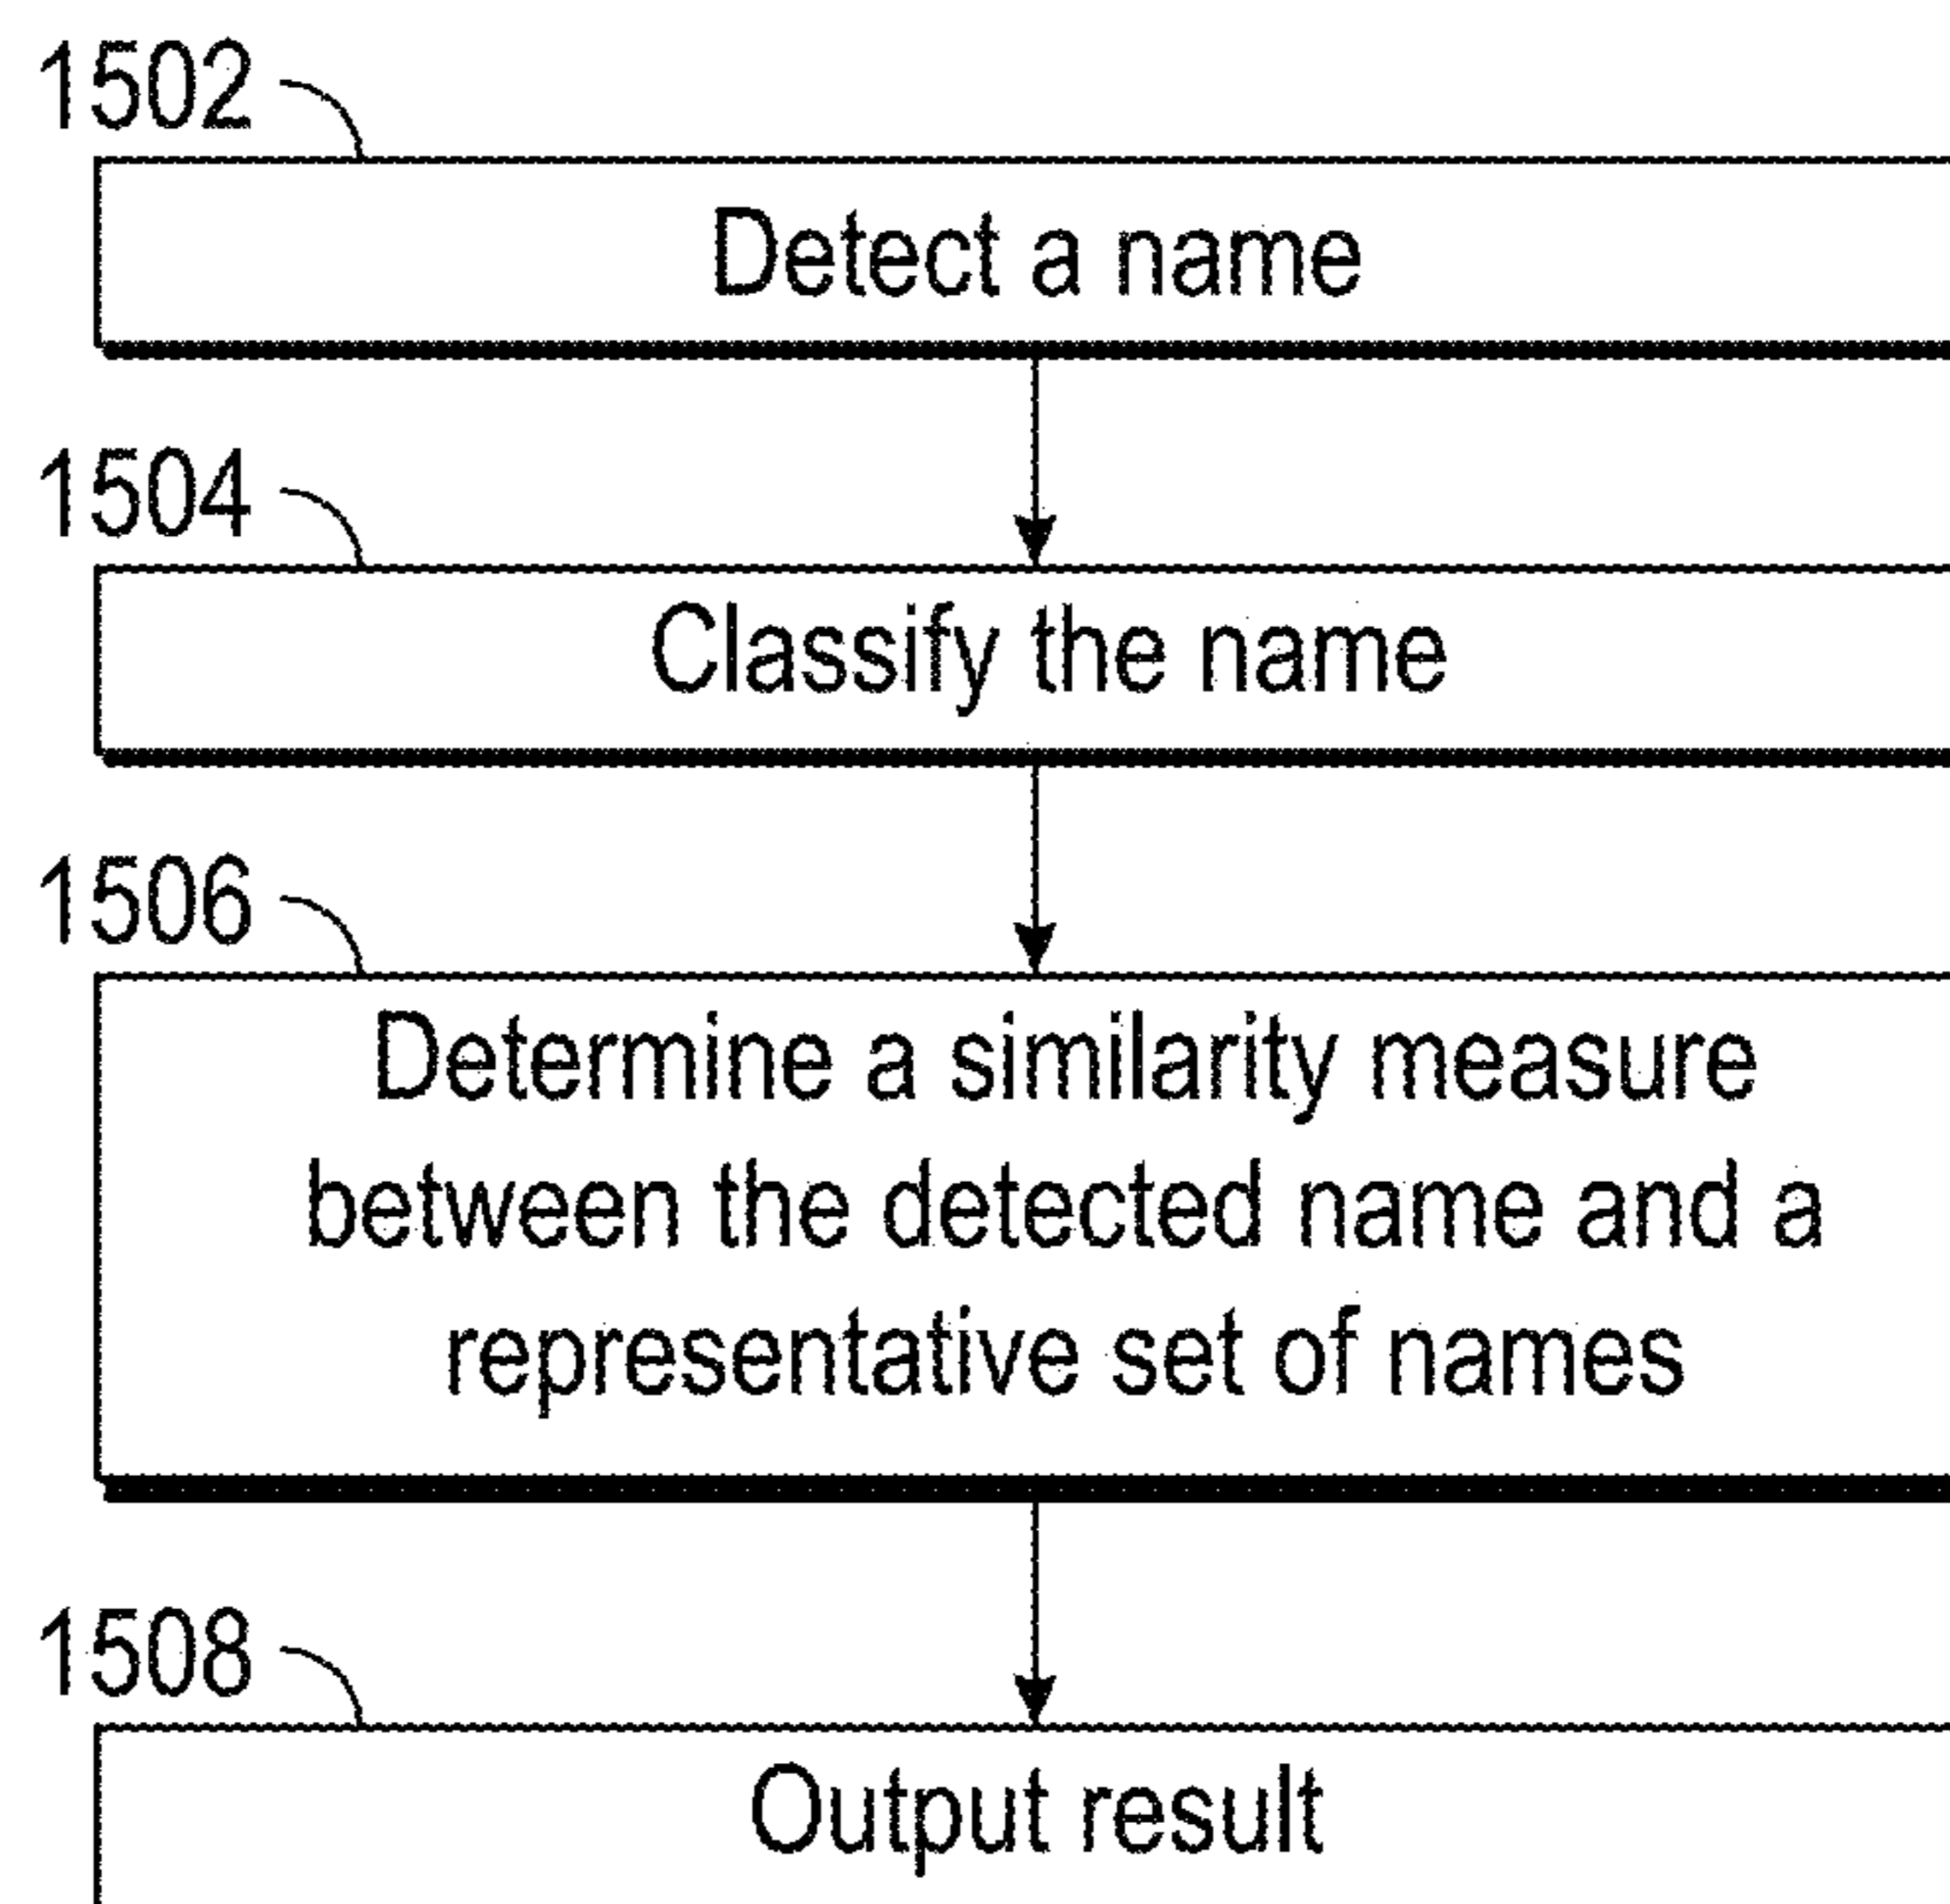 1502
Detect a name
1504
Classify the name
1506
Determine a similarity measure
between the detected name and a
representative set of names
1508
Output result